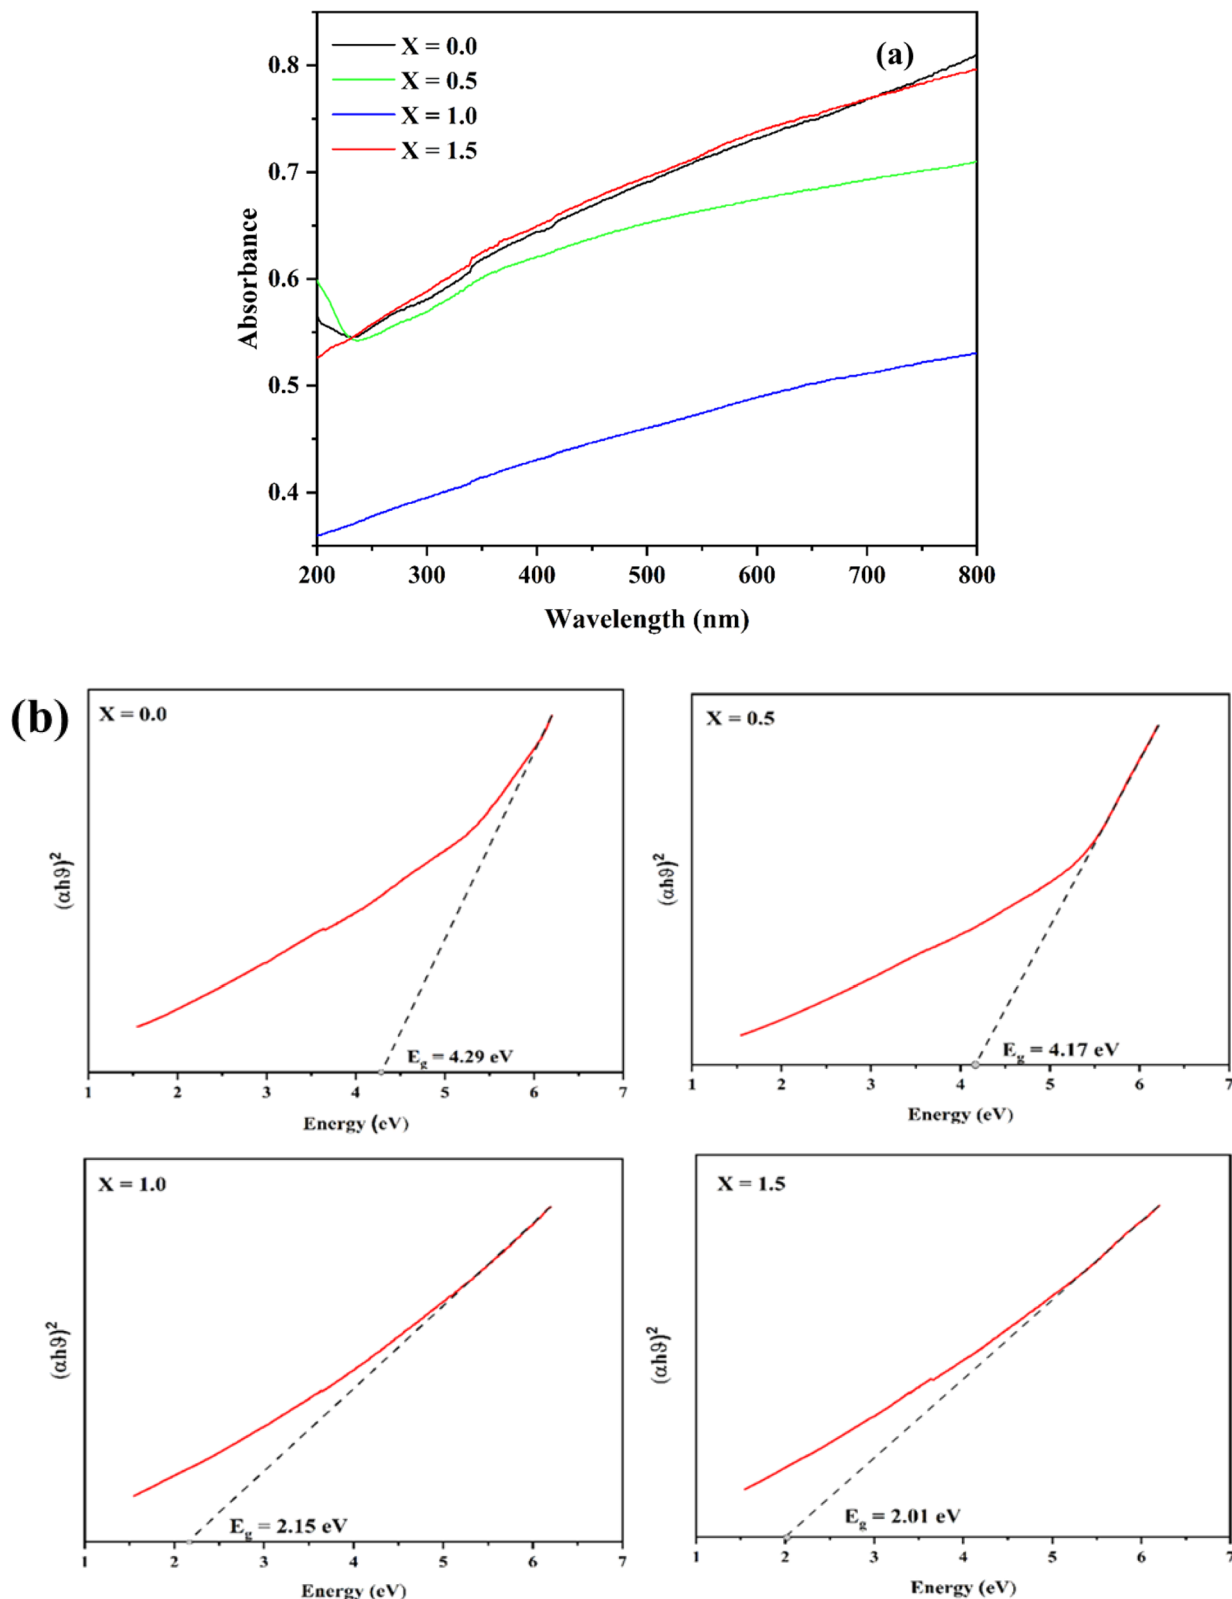 (a)
X = 0.0
X = 0.5
X = 1.0
X = 1.5
0.8
0.7
0.6
0.5
0.4
Absorbance
200 300 400 500 600 700 800
Wavelength (nm)
(b)
X = 0.0
(αhϑ)²
E_g = 4.29 eV
1 2 3 4 5 6 7
Energy (eV)
X = 0.5
(αhϑ)²
E_g = 4.17 eV
1 2 3 4 5 6 7
Energy (eV)
X = 1.0
(αhϑ)²
E_g = 2.15 eV
1 2 3 4 5 6 7
Energy (eV)
X = 1.5
(αhϑ)²
E_g = 2.01 eV
1 2 3 4 5 6 7
Energy (eV)